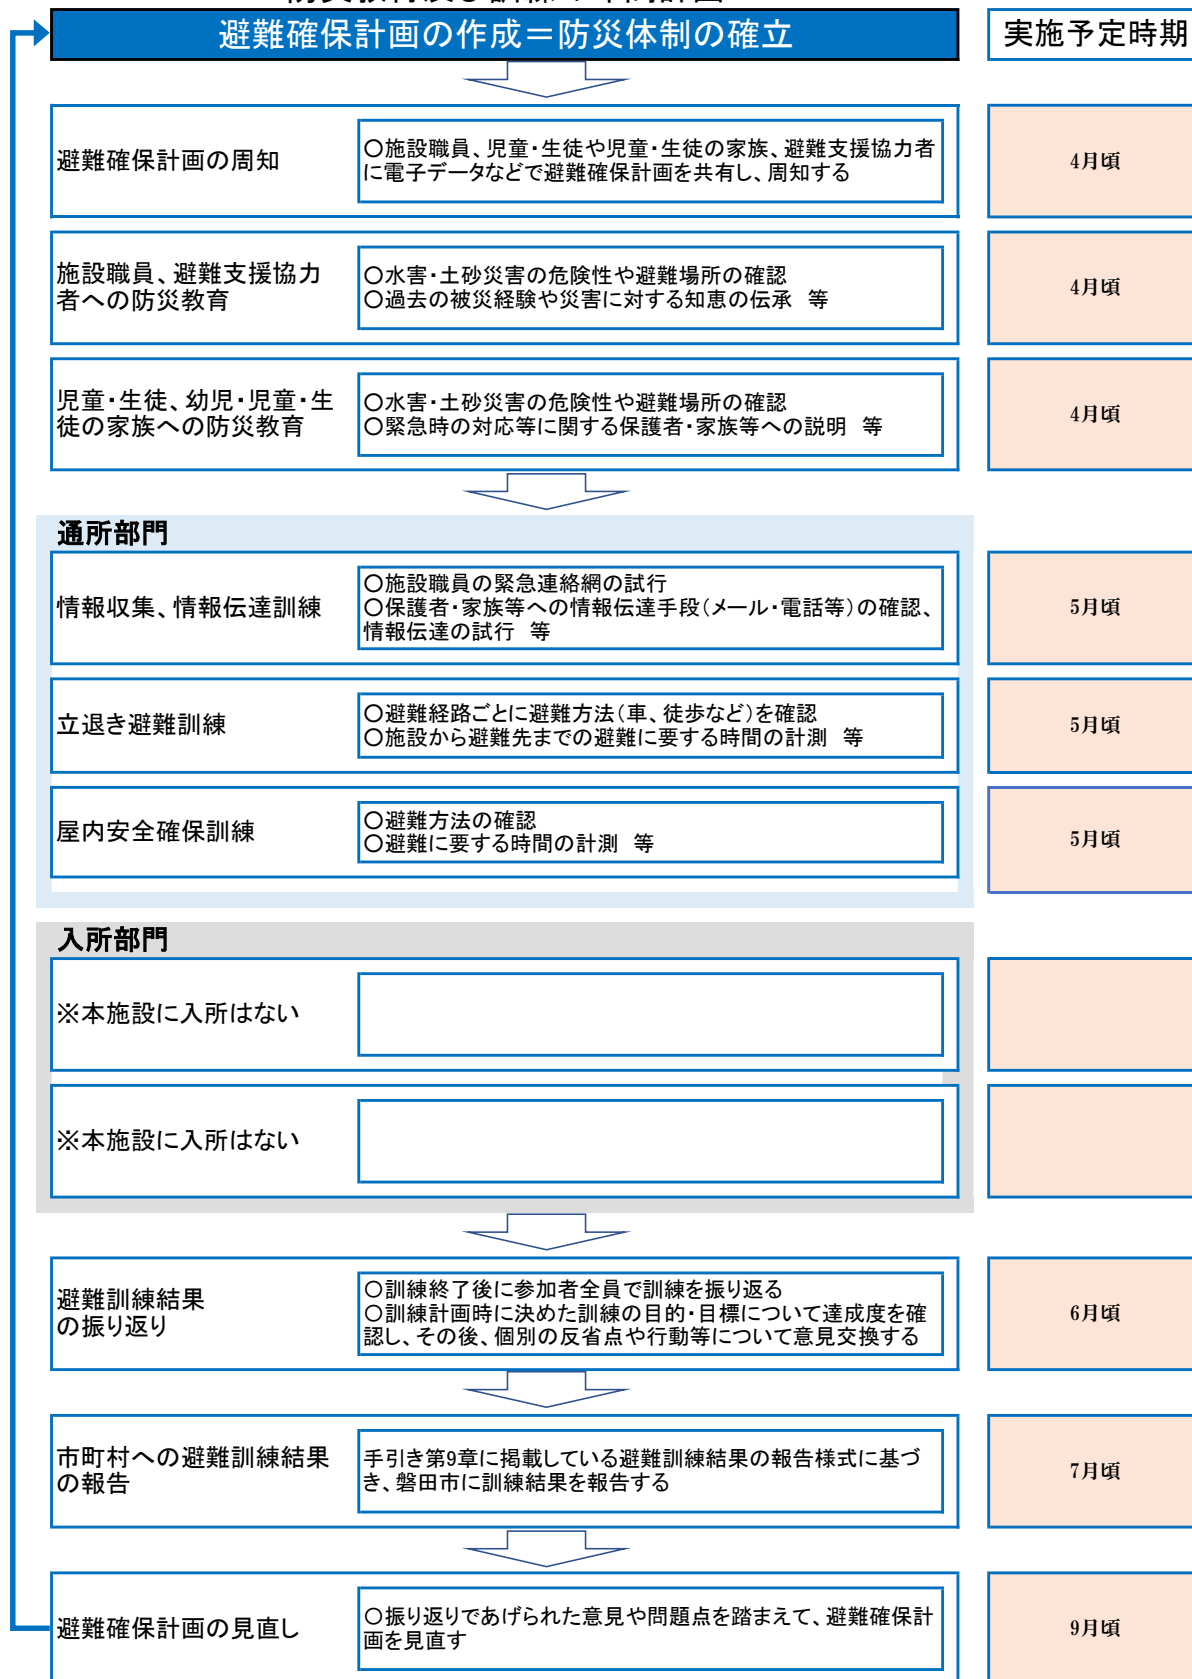 防災教育及び訓練の年間計画
避難確保計画の作成＝防災体制の確立
実施予定時期
避難確保計画の周知
○施設職員、児童・生徒や児童・生徒の家族、避難支援協力者
に電子データなどで避難確保計画を共有し、周知する
4月頃
施設職員、避難支援協力
者への防災教育
○水害・土砂災害の危険性や避難場所の確認
○過去の被災経験や災害に対する知恵の伝承　等
4月頃
児童・生徒、幼児・児童・生
徒の家族への防災教育
○水害・土砂災害の危険性や避難場所の確認
○緊急時の対応等に関する保護者・家族等への説明　等
4月頃
通所部門
情報収集、情報伝達訓練
○施設職員の緊急連絡網の試行
○保護者・家族等への情報伝達手段（メール・電話等）の確認、
情報伝達の試行　等
5月頃
立退き避難訓練
○避難経路ごとに避難方法（車、徒歩など）を確認
○施設から避難先までの避難に要する時間の計測　等
5月頃
屋内安全確保訓練
○避難方法の確認
○避難に要する時間の計測　等
5月頃
入所部門
※本施設に入所はない
※本施設に入所はない
避難訓練結果
の振り返り
○訓練終了後に参加者全員で訓練を振り返る
○訓練計画時に決めた訓練の目的・目標について達成度を確
認し、その後、個別の反省点や行動等について意見交換する
6月頃
市町村への避難訓練結果
の報告
手引き第9章に掲載している避難訓練結果の報告様式に基づ
き、磐田市に訓練結果を報告する
7月頃
避難確保計画の見直し
○振り返りであげられた意見や問題点を踏まえて、避難確保計
画を見直す
9月頃